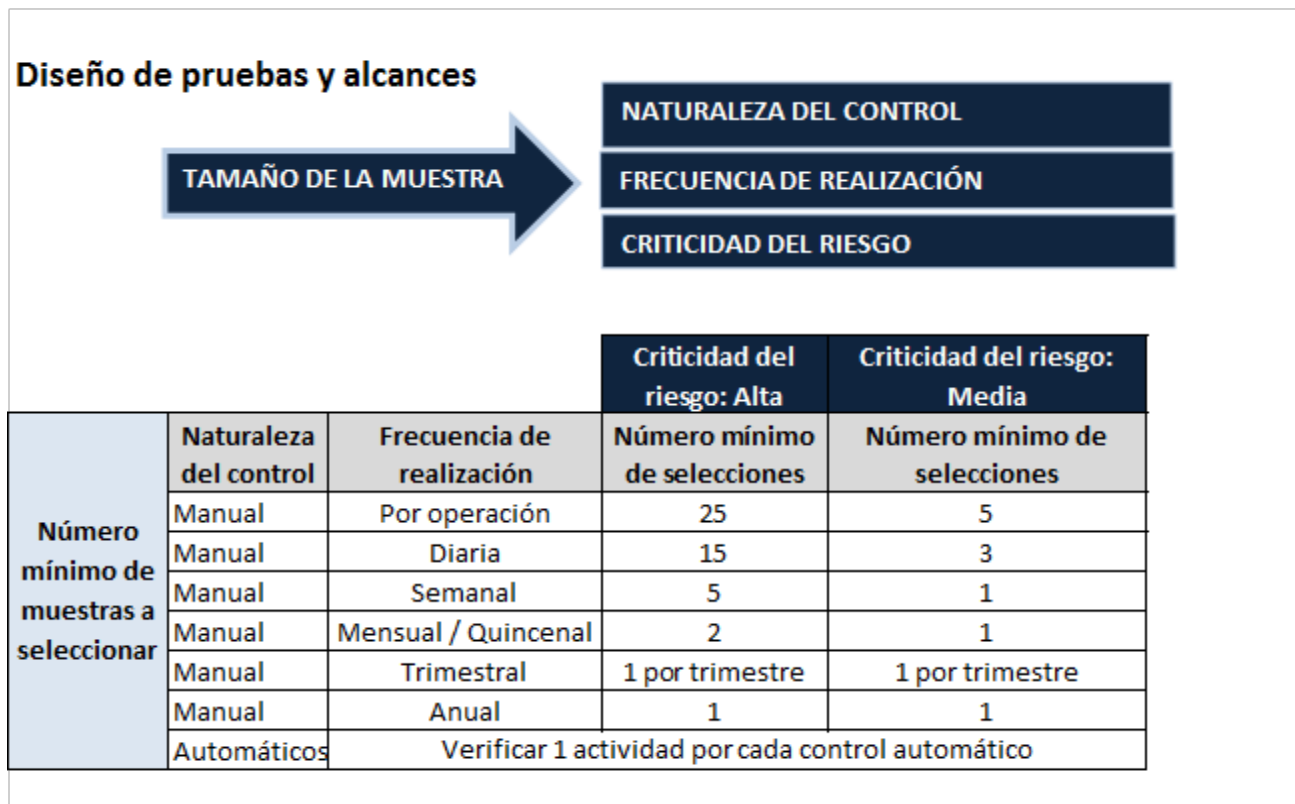 Diseño de pruebas y alcances
TAMAÑO DE LA MUESTRA
NATURALEZA DEL CONTROL
FRECUENCIA DE REALIZACIÓN
CRITICIDAD DEL RIESGO
Criticidad del
riesgo: Alta
Criticidad del riesgo:
Media
Número
mínimo de
muestras a
seleccionar
Naturaleza
del control
Frecuencia de
realización
Número mínimo
de selecciones
Número mínimo de
selecciones
Manual Por operación 25 5
Manual Diaria 15 3
Manual Semanal 5 1
Manual Mensual / Quincenal 2 1
Manual Trimestral 1 por trimestre 1 por trimestre
Manual Anual 1 1
Automáticos Verificar 1 actividad por cada control automático